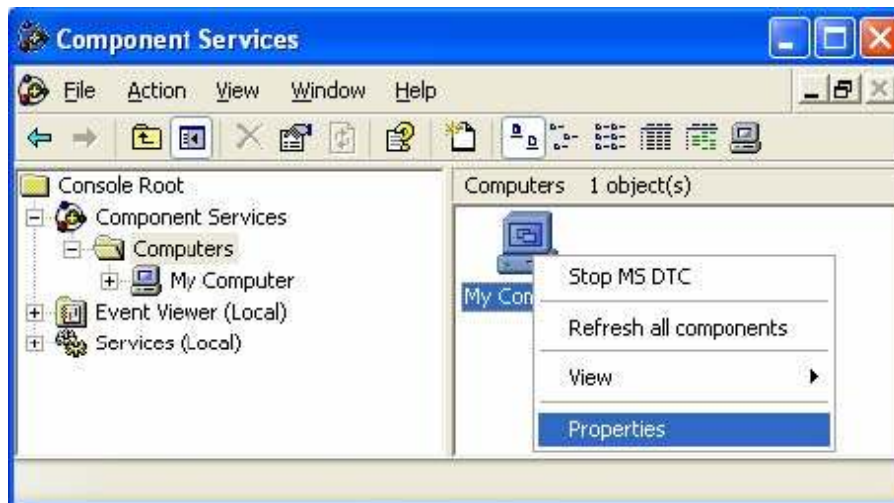 Component Services
File Action View Window Help
Console Root
Component Services
Computers
My Computer
Event Viewer (Local)
Services (Local)
Computers 1 object(s)
My Com
Stop MS DTC
Refresh all components
View
Properties